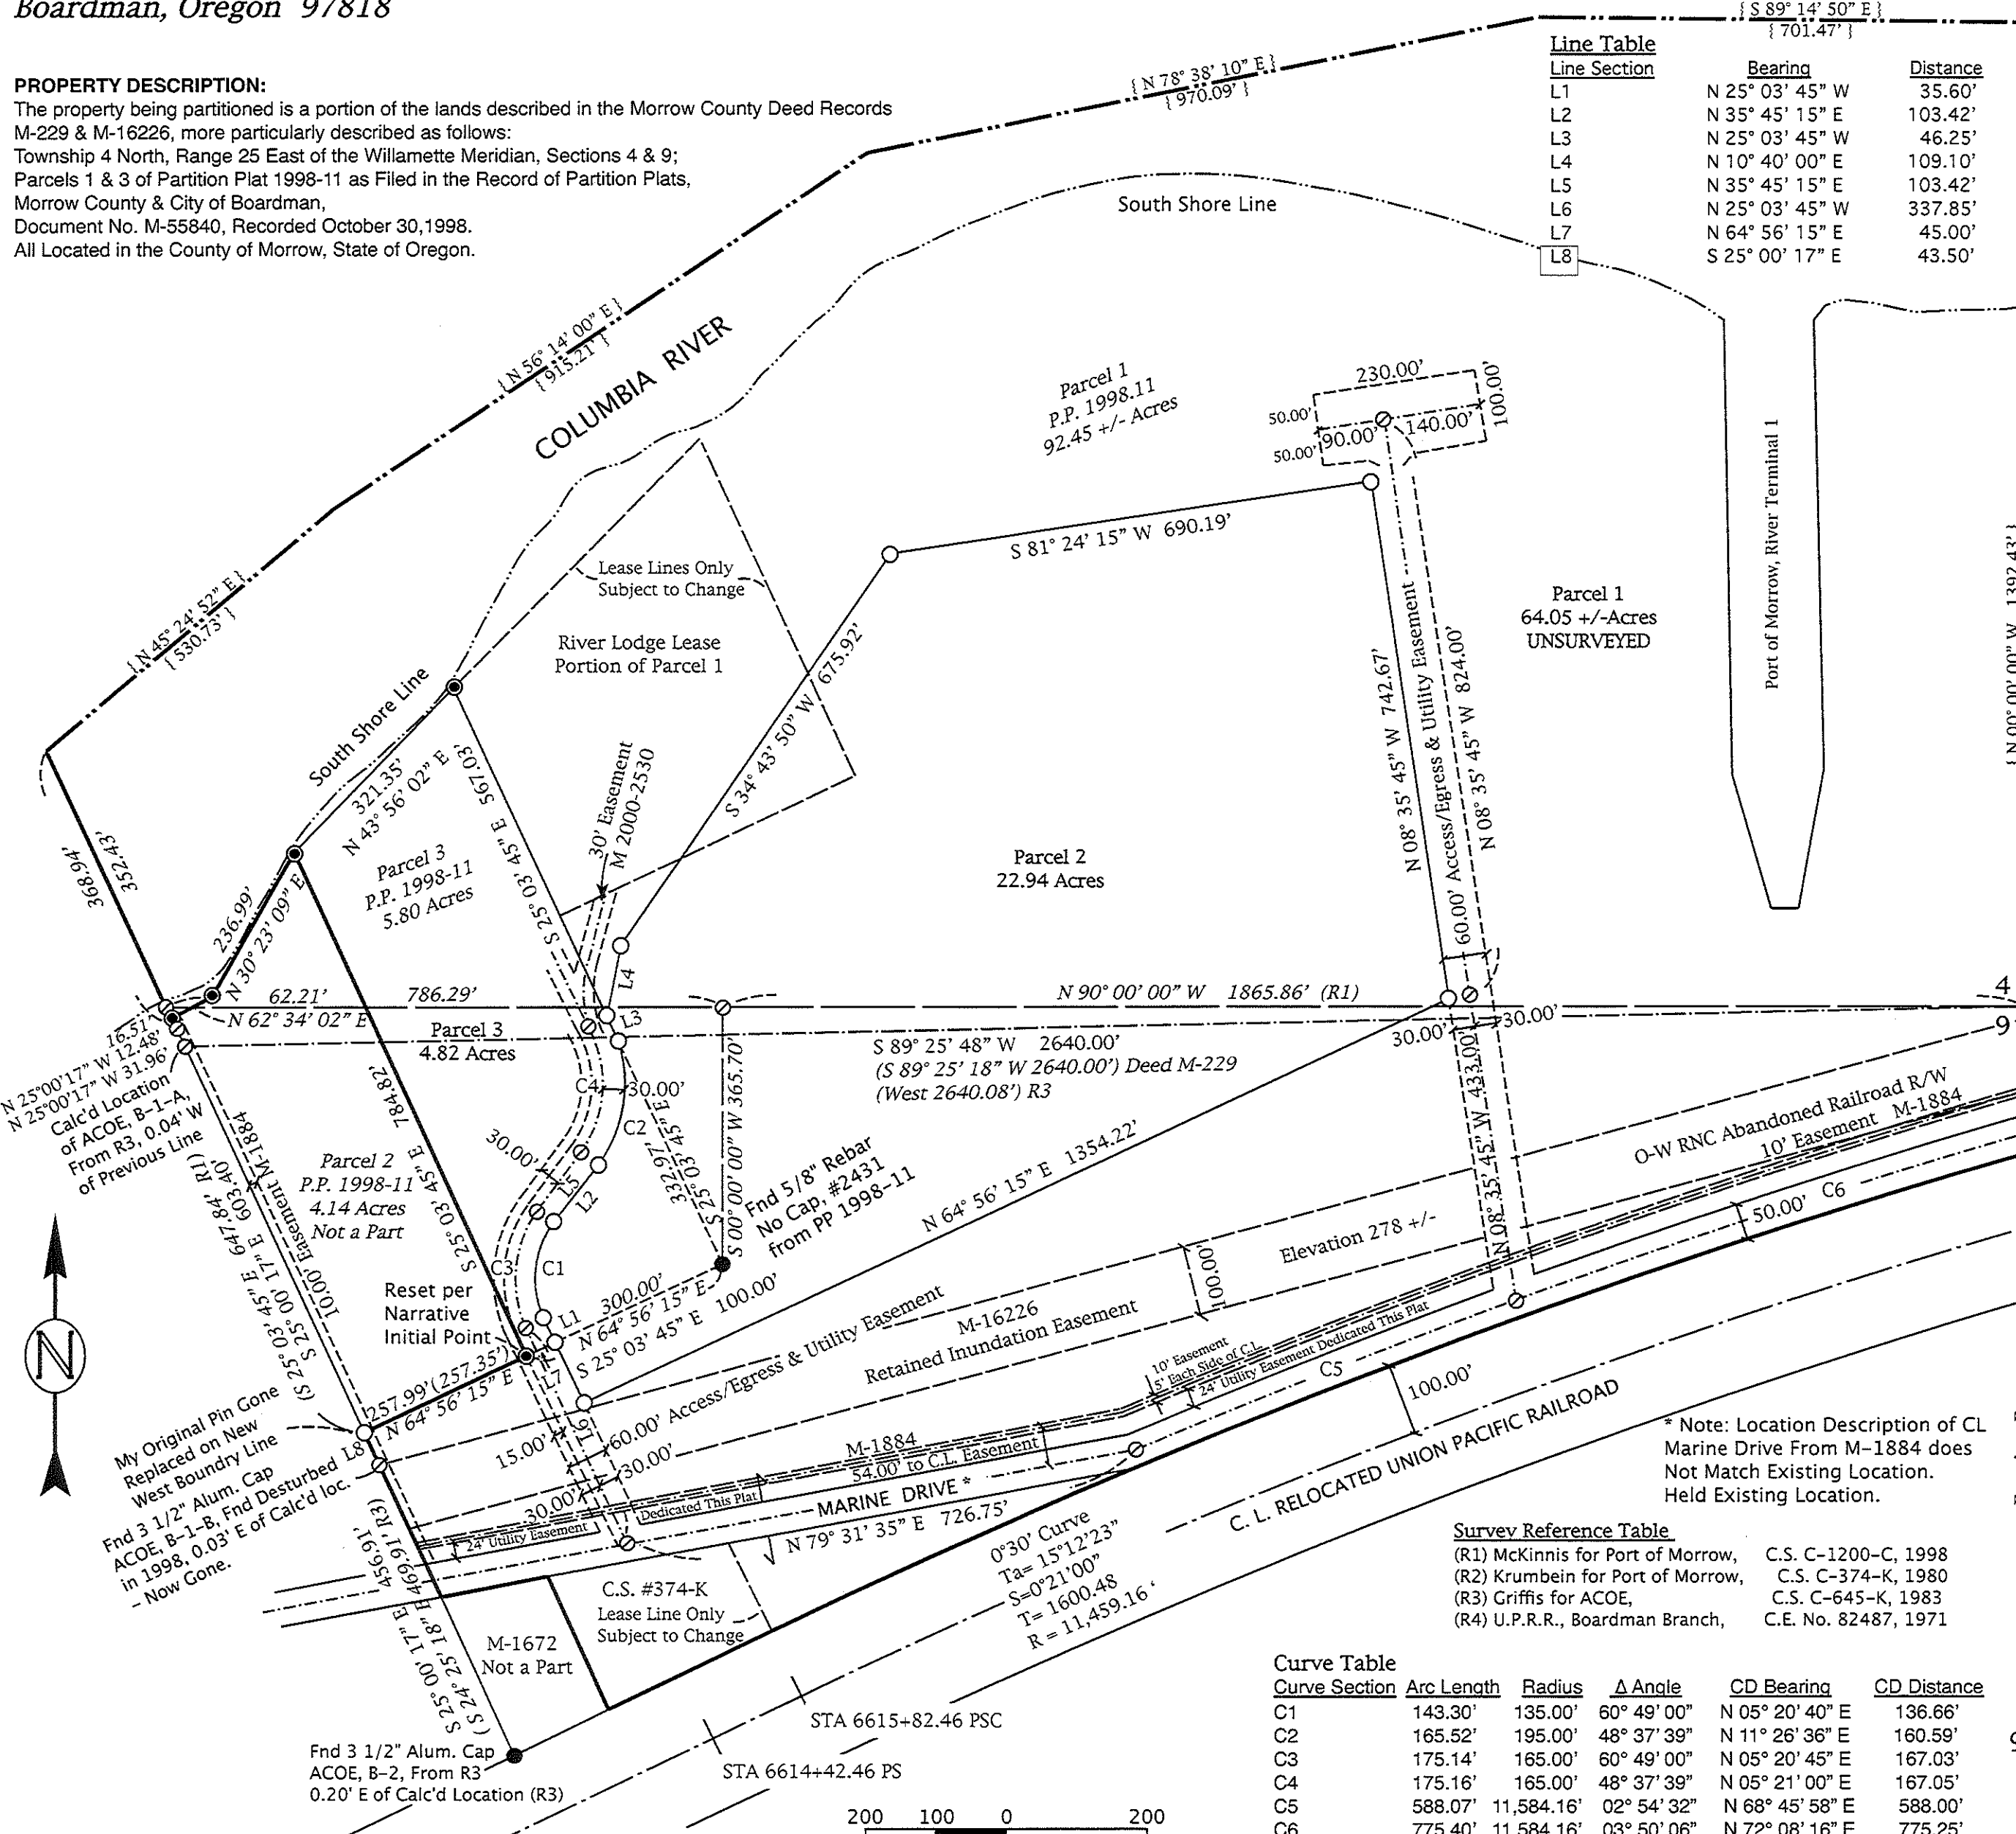 Boardman, Oregon 97818
PROPERTY DESCRIPTION:
The property being partitioned is a portion of the lands described in the Morrow County Deed Records
M-229 & M-16226, more particularly described as follows:
Township 4 North, Range 25 East of the Willamette Meridian, Sections 4 & 9;
Parcels 1 & 3 of Partition Plat 1998-11 as Filed in the Record of Partition Plats,
Morrow County & City of Boardman,
Document No. M-55840, Recorded October 30,1998.
All Located in the County of Morrow, State of Oregon.
{ S 89° 14' 50" E }
{ 701.47' }
{ N 78° 38' 10" E }
{ 970.09' }
{ N 56° 14' 00" E }
{ 915.21' }
{ N 45° 24' 52" E }
{ 530.73' }
Line Table
Line Section Bearing Distance
L1 N 25° 03' 45" W 35.60'
L2 N 35° 45' 15" E 103.42'
L3 N 25° 03' 45" W 46.25'
L4 N 10° 40' 00" E 109.10'
L5 N 35° 45' 15" E 103.42'
L6 N 25° 03' 45" W 337.85'
L7 N 64° 56' 15" E 45.00'
L8 S 25° 00' 17" E 43.50'
South Shore Line
COLUMBIA RIVER
Parcel 1
P.P. 1998.11
92.45 +/- Acres
230.00'
100.00'
50.00'
50.00'
90.00'
140.00'
S 81° 24' 15" W 690.19'
Lease Lines Only
Subject to Change
River Lodge Lease
Portion of Parcel 1
S 34° 43' 50" W 675.92'
Parcel 1
64.05 +/-Acres
UNSURVEYED
Port of Morrow, River Terminal 1
{ N 00° 00' 00" W 1392.43' }
N 08° 35' 45" W 742.67'
60.00' Access/Egress & Utility Easement
N 08° 35' 45" W 824.00'
South Shore Line
321.35'
N 43° 56' 02" E
567.03'
S 25° 03' 45" E
30' Easement
M 2000-2530
Parcel 3
P.P. 1998-11
5.80 Acres
Parcel 2
22.94 Acres
368.94'
352.43'
236.99'
N 30° 23' 09" E
62.21'
N 62° 34' 02" E
786.29'
N 90° 00' 00" W 1865.86' (R1)
4
9
L4
L3
Parcel 3
4.82 Acres
S 89° 25' 48" W 2640.00'
(S 89° 25' 18" W 2640.00') Deed M-229
(West 2640.08') R3
30.00'
30.00'
16.51'
N 25°00'17" W 12.48'
N 25°00'17" W 31.96'
Calc'd Location
of ACOE, B-1-A,
From R3, 0.04' W
of Previous Line
784.82'
S 25° 03' 45" E
C4
30.00'
C2
30.00'
L5
L2
332.97'
S 25° 03' 45" E
S 00° 00' 00" W 365.70'
Fnd 5/8" Rebar
No Cap, #2431
from PP 1998-11
N 64° 56' 15" E 1354.22'
N 08° 35' 45" W 433.00'
O-W RNC Abandoned Railroad R/W
10' Easement M-1884
50.00' C6
Elevation 278 +/-
100.00'
Parcel 2
P.P. 1998-11
4.14 Acres
Not a Part
10.00' Easement M-1884
S 25° 00' 17" E 603.40'
(S 25° 03' 45" E 647.84' R1)
C3
C1
Reset per
Narrative
Initial Point
L1
300.00'
N 64° 56' 15" E
S 25° 03' 45" E 100.00'
L7
L6
257.99'(257.35')
N 64° 56' 15" E
L8
My Original Pin Gone
Replaced on New
West Boundry Line
Fnd 3 1/2" Alum. Cap
ACOE, B-1-B, Fnd Desturbed
in 1998, 0.03' E of Calc'd loc.
- Now Gone.
15.00'
60.00' Access/Egress & Utility Easement
30.00'
30.00'
M-16226
Retained Inundation Easement
10' Easement
5' Each Side of C.L.
24' Utility Easement Dedicated This Plat
C5
100.00'
M-1884
54.00' to C.L. Easement
24' Utility Easement
Dedicated This Plat
MARINE DRIVE *
N 79° 31' 35" E 726.75'
C. L. RELOCATED UNION PACIFIC RAILROAD
* Note: Location Description of CL
Marine Drive From M-1884 does
Not Match Existing Location.
Held Existing Location.
0°30' Curve
Ta= 15°12'23"
S=0°21'00"
T= 1600.48
R = 11,459.16'
S 25° 00' 17" E 456.91'
(S 24° 25' 18" E 469.91' R3)
C.S. #374-K
Lease Line Only
Subject to Change
M-1672
Not a Part
Survey Reference Table
(R1) McKinnis for Port of Morrow, C.S. C-1200-C, 1998
(R2) Krumbein for Port of Morrow, C.S. C-374-K, 1980
(R3) Griffis for ACOE, C.S. C-645-K, 1983
(R4) U.P.R.R., Boardman Branch, C.E. No. 82487, 1971
N
STA 6615+82.46 PSC
STA 6614+42.46 PS
Fnd 3 1/2" Alum. Cap
ACOE, B-2, From R3
0.20' E of Calc'd Location (R3)
200 100 0 200
Curve Table
Curve Section Arc Length Radius Δ Angle CD Bearing CD Distance
C1 143.30' 135.00' 60° 49' 00" N 05° 20' 40" E 136.66'
C2 165.52' 195.00' 48° 37' 39" N 11° 26' 36" E 160.59'
C3 175.14' 165.00' 60° 49' 00" N 05° 20' 45" E 167.03'
C4 175.16' 165.00' 48° 37' 39" N 05° 21' 00" E 167.05'
C5 588.07' 11,584.16' 02° 54' 32" N 68° 45' 58" E 588.00'
C6 775.40' 11,584.16' 03° 50' 06" N 72° 08' 16" E 775.25'